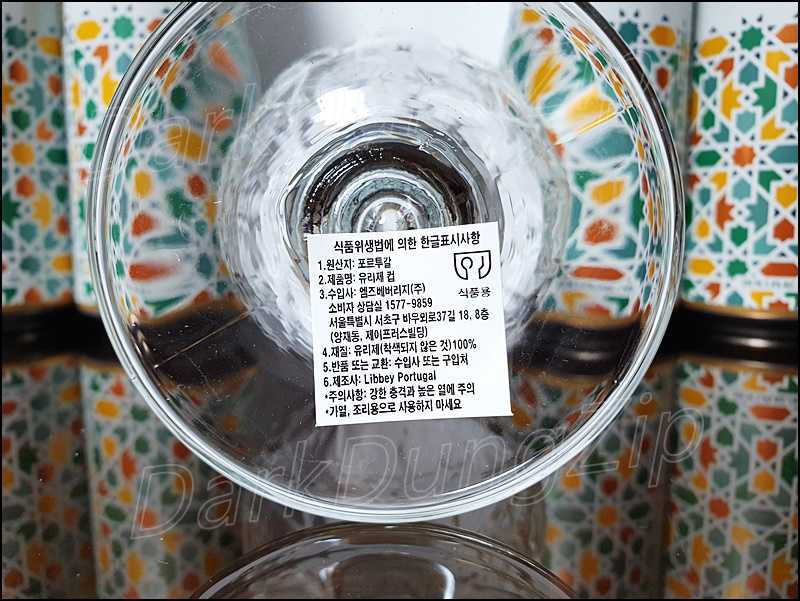 식품위생법에 의한 한글표시사항
1.원산지: 포르투갈
2.제품명: 유리제 컵
3.수입사: 엠즈베버리지(주)
소비자 상담실 1577-9859
서울특별시 서초구 바우뫼로37길 18, 8층
(양재동, 제이프러스빌딩)
4.재질: 유리제(착색되지 않은 것)100%
5.반품 또는 교환: 수입사 또는 구입처
6.제조사: Libbey Portugal
*주의사항: 강한 충격과 높은 열에 주의
*가열, 조리용으로 사용하지 마세요
식품용
DarkDungZip